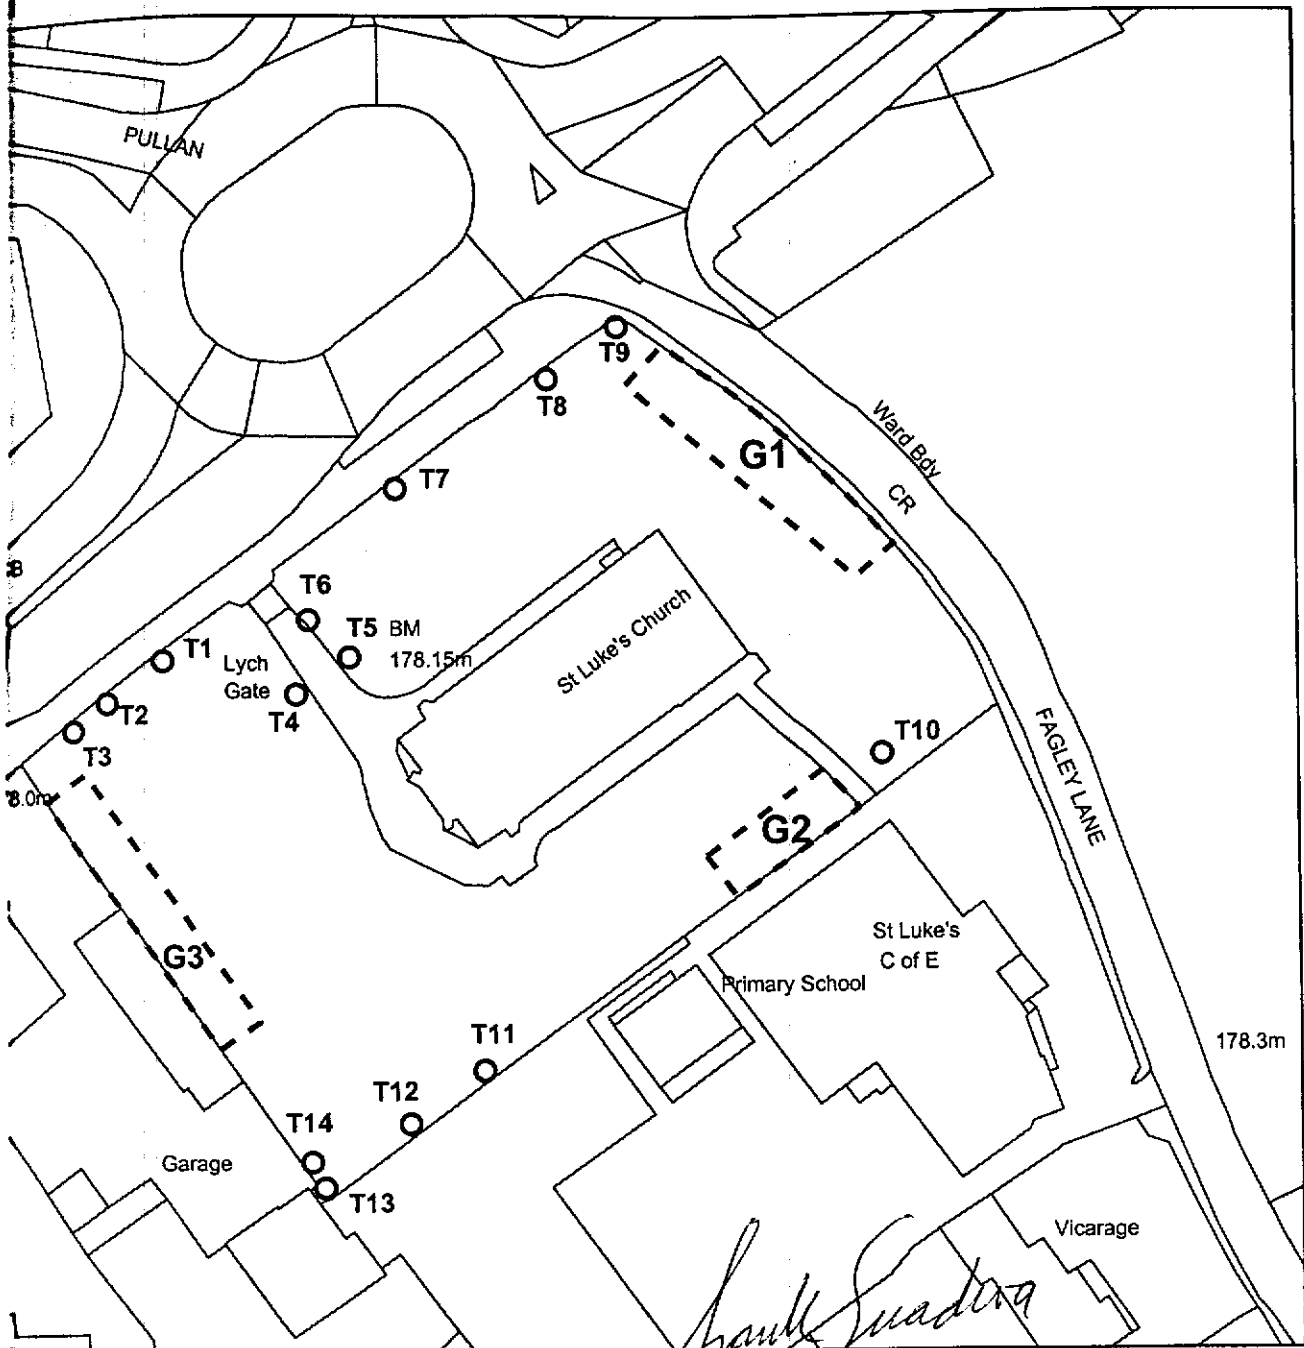 PULLAN
T9
T8
G1
Ward Bdy
CR
T7
B
T6
T5 BM
178.15m
T1
Lych
Gate
St Luke's Church
T4
T2
T3
T10
FAGLEY LANE
8.0m
G2
St Luke's
C of E
G3
Primary School
178.3m
T11
T12
T14
Garage
T13
Vicarage